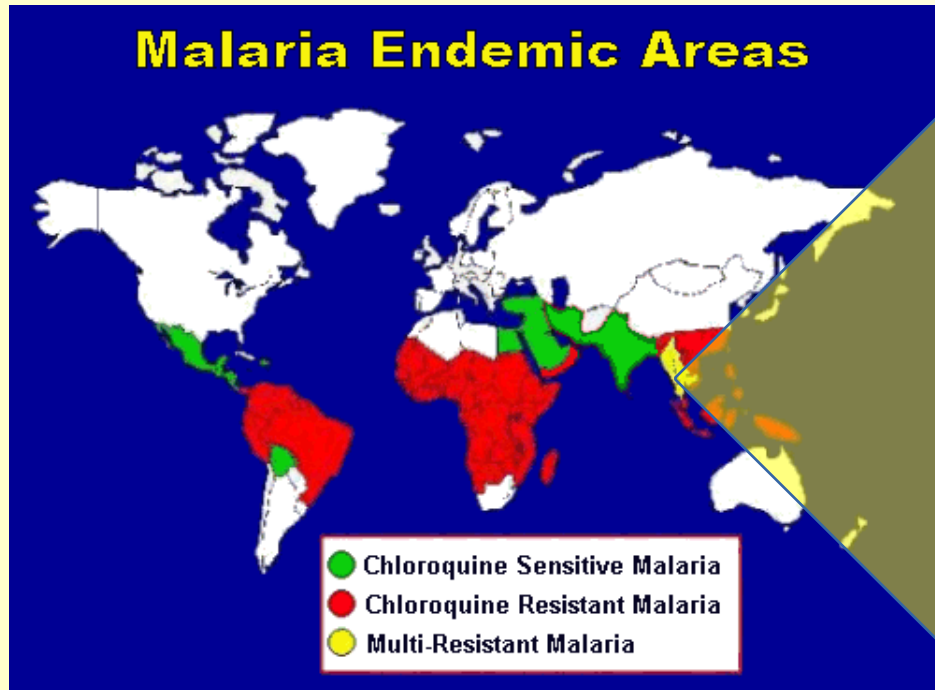 Malaria Endemic Areas
Chloroquine Sensitive Malaria
Chloroquine Resistant Malaria
Multi-Resistant Malaria